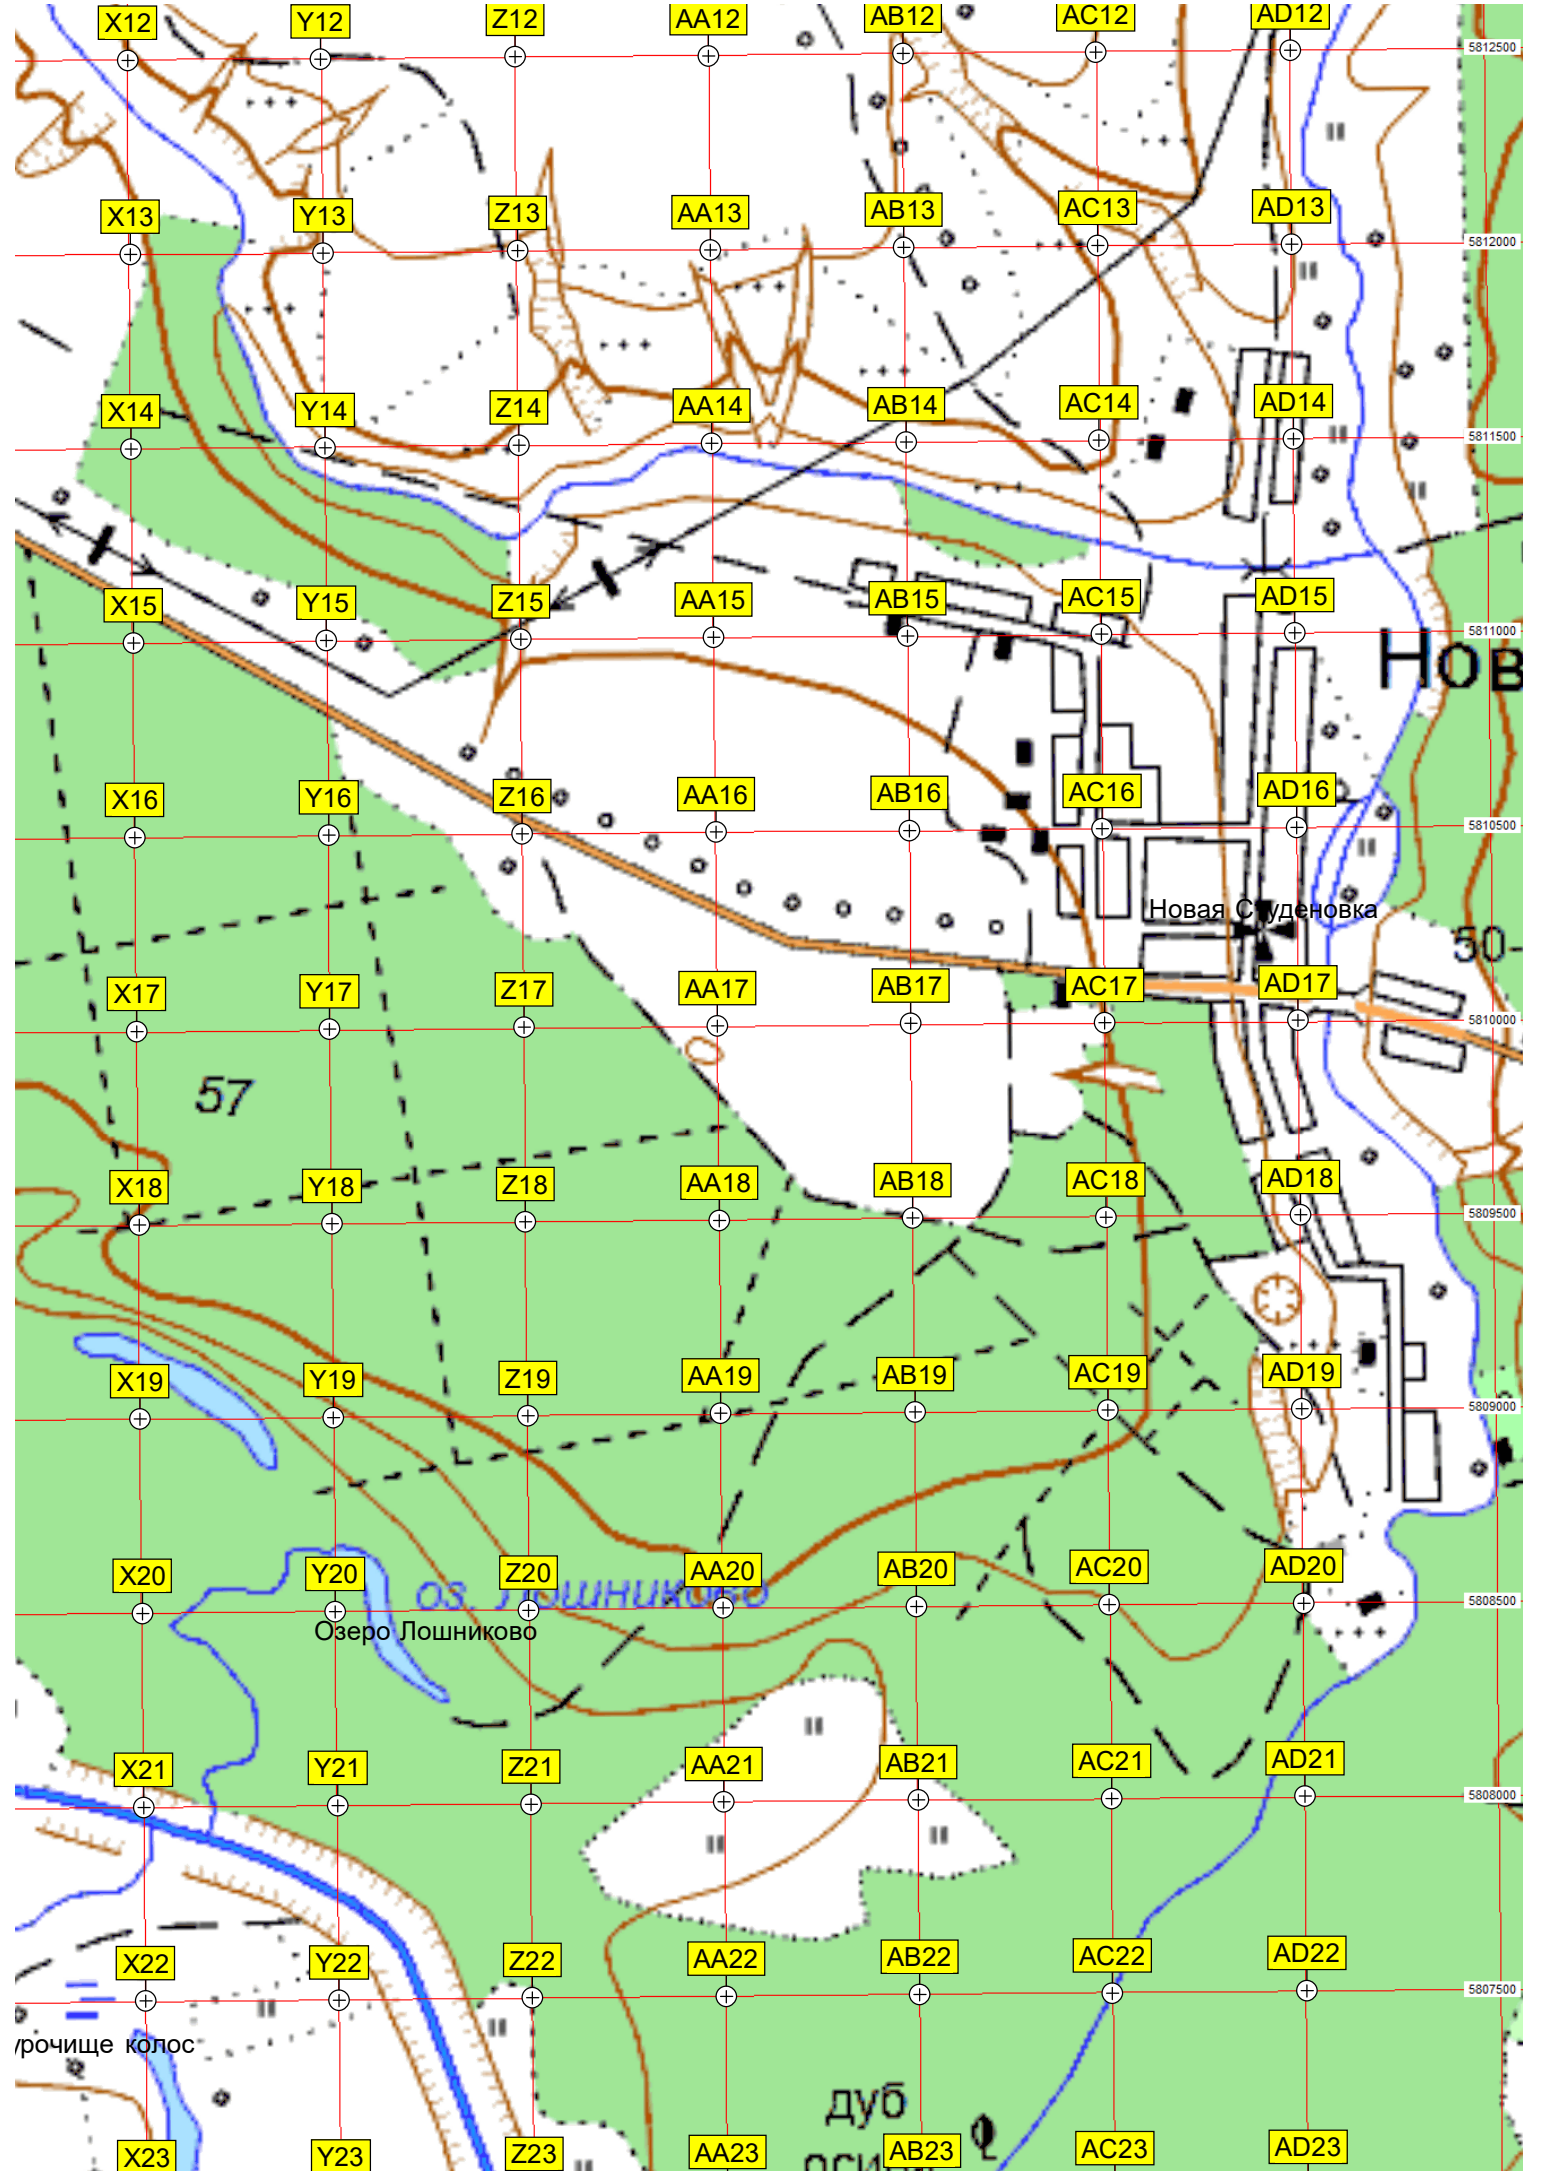 X12 Y12 Z12 AA12 AB12 AC12 AD12
5812500
X13 Y13 Z13 AA13 AB13 AC13 AD13
5812000
X14 Y14 Z14 AA14 AB14 AC14 AD14
5811500
X15 Y15 Z15 AA15 AB15 AC15 AD15
5811000
Нов
X16 Y16 Z16 AA16 AB16 AC16 AD16
5810500
Новая Студеновка
50
X17 Y17 Z17 AA17 AB17 AC17 AD17
5810000
57
X18 Y18 Z18 AA18 AB18 AC18 AD18
5809500
X19 Y19 Z19 AA19 AB19 AC19 AD19
5809000
X20 Y20 Z20 AA20 AB20 AC20 AD20
оз. Лошниково
5808500
Озеро Лошниково
X21 Y21 Z21 AA21 AB21 AC21 AD21
5808000
X22 Y22 Z22 AA22 AB22 AC22 AD22
5807500
урочище колос
дуб
X23 Y23 Z23 AA23 AB23 AC23 AD23